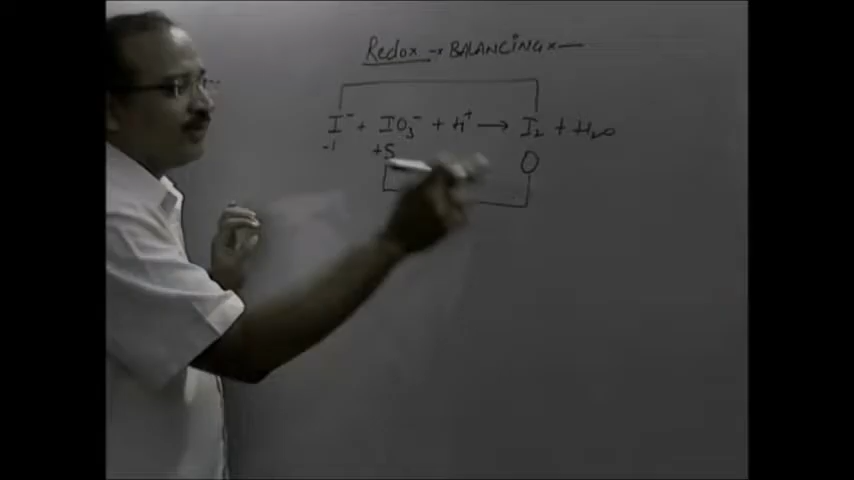 Redox → BALANCING
I⁻ + IO₃⁻ + H⁺ → I₂ + H₂O
-1 +5 0